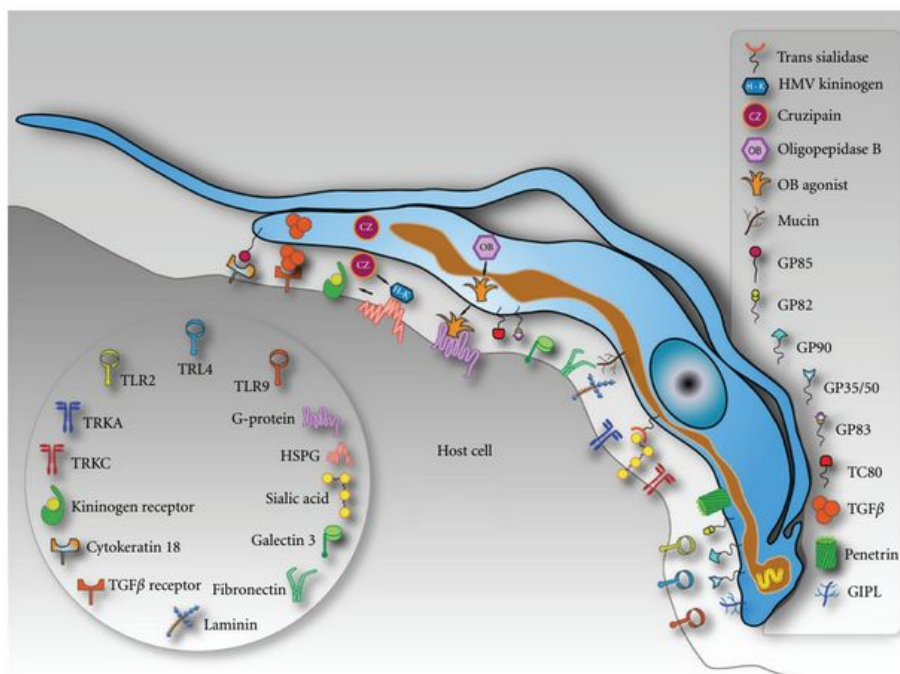 Trans sialidase
HMV kininogen
H-K
Cruzipain
CZ
Oligopepidase B
OB
OB agonist
Mucin
GP85
GP82
GP90
GP35/50
GP83
TC80
TGFβ
Penetrin
GIPL
CZ
OB
CZ
H-K
Host cell
TLR2
TRL4
TLR9
TRKA
G-protein
TRKC
HSPG
Kininogen receptor
Sialic acid
Cytokeratin 18
Galectin 3
TGFβ receptor
Fibronectin
Laminin